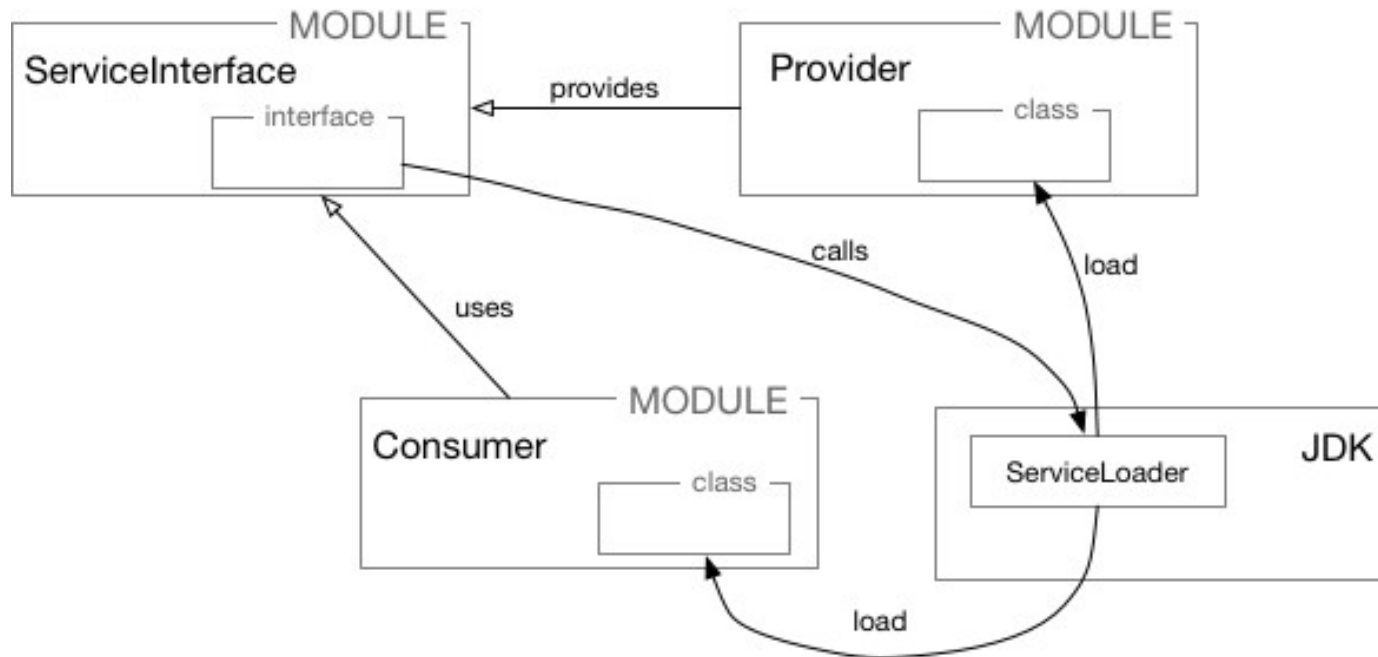 MODULE
ServiceInterface
interface
provides
MODULE
Provider
class
calls
load
uses
MODULE
Consumer
class
JDK
ServiceLoader
load